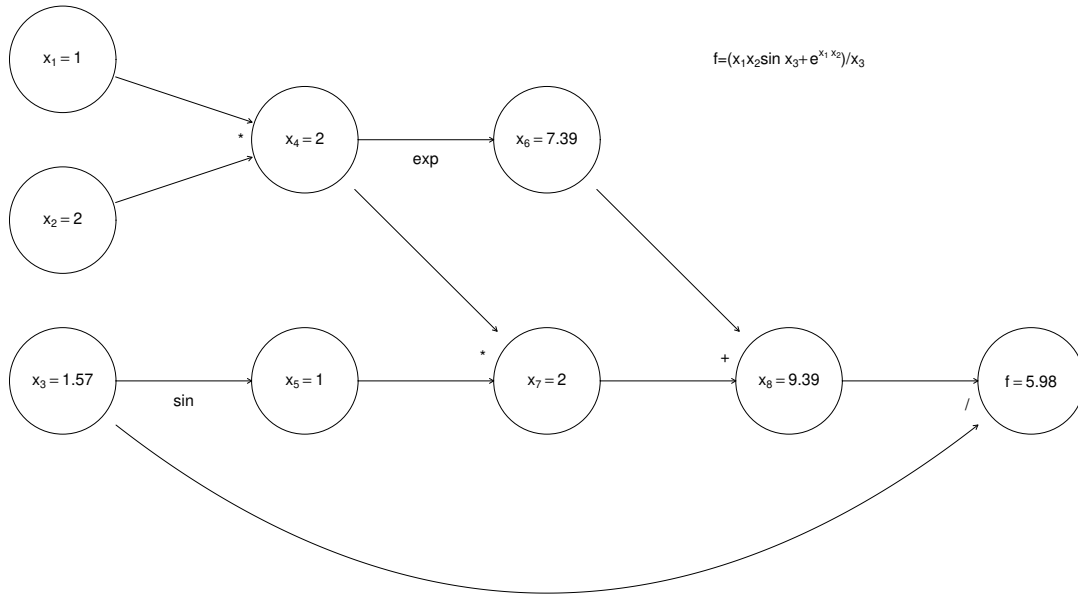 x₁ = 1
f=(x₁x₂sin x₃+e^{x₁ x₂})/x₃
*
x₄ = 2
x₆ = 7.39
exp
x₂ = 2
*
+
x₃ = 1.57
x₅ = 1
x₇ = 2
x₈ = 9.39
f = 5.98
sin
/